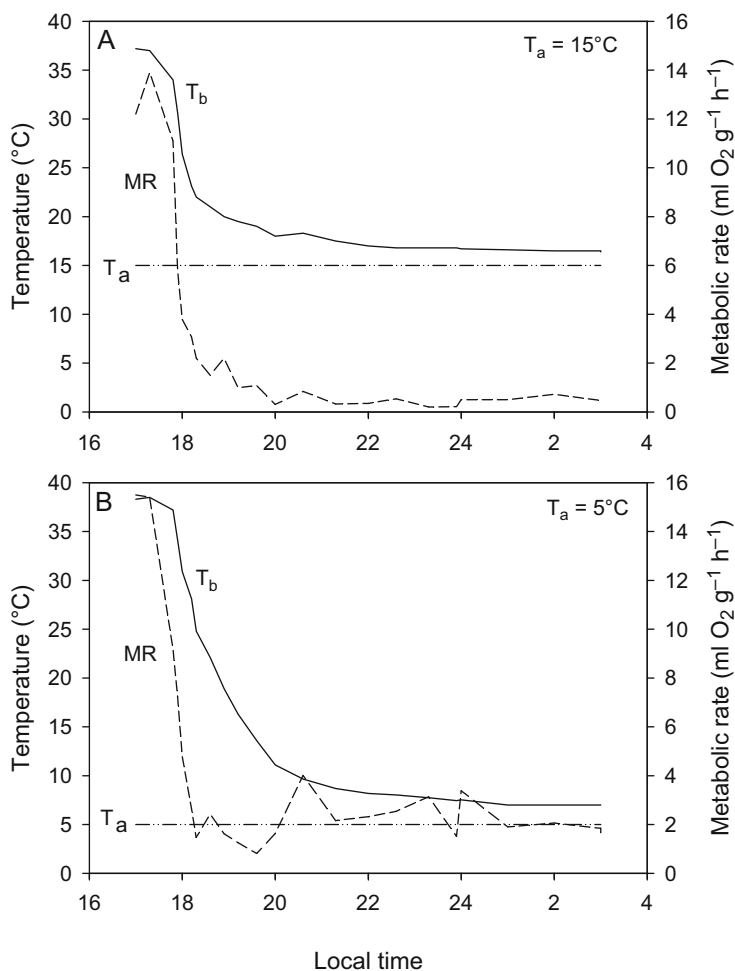 A
T_a = 15°C
T_b
MR
T_a
Temperature (°C)
Metabolic rate (ml O₂ g⁻¹ h⁻¹)
40
35
30
25
20
15
10
5
0
16
14
12
10
8
6
4
2
0
16 18 20 22 24 2 4
B
T_a = 5°C
T_b
MR
T_a
Temperature (°C)
Metabolic rate (ml O₂ g⁻¹ h⁻¹)
40
35
30
25
20
15
10
5
0
16
14
12
10
8
6
4
2
0
16 18 20 22 24 2 4
Local time